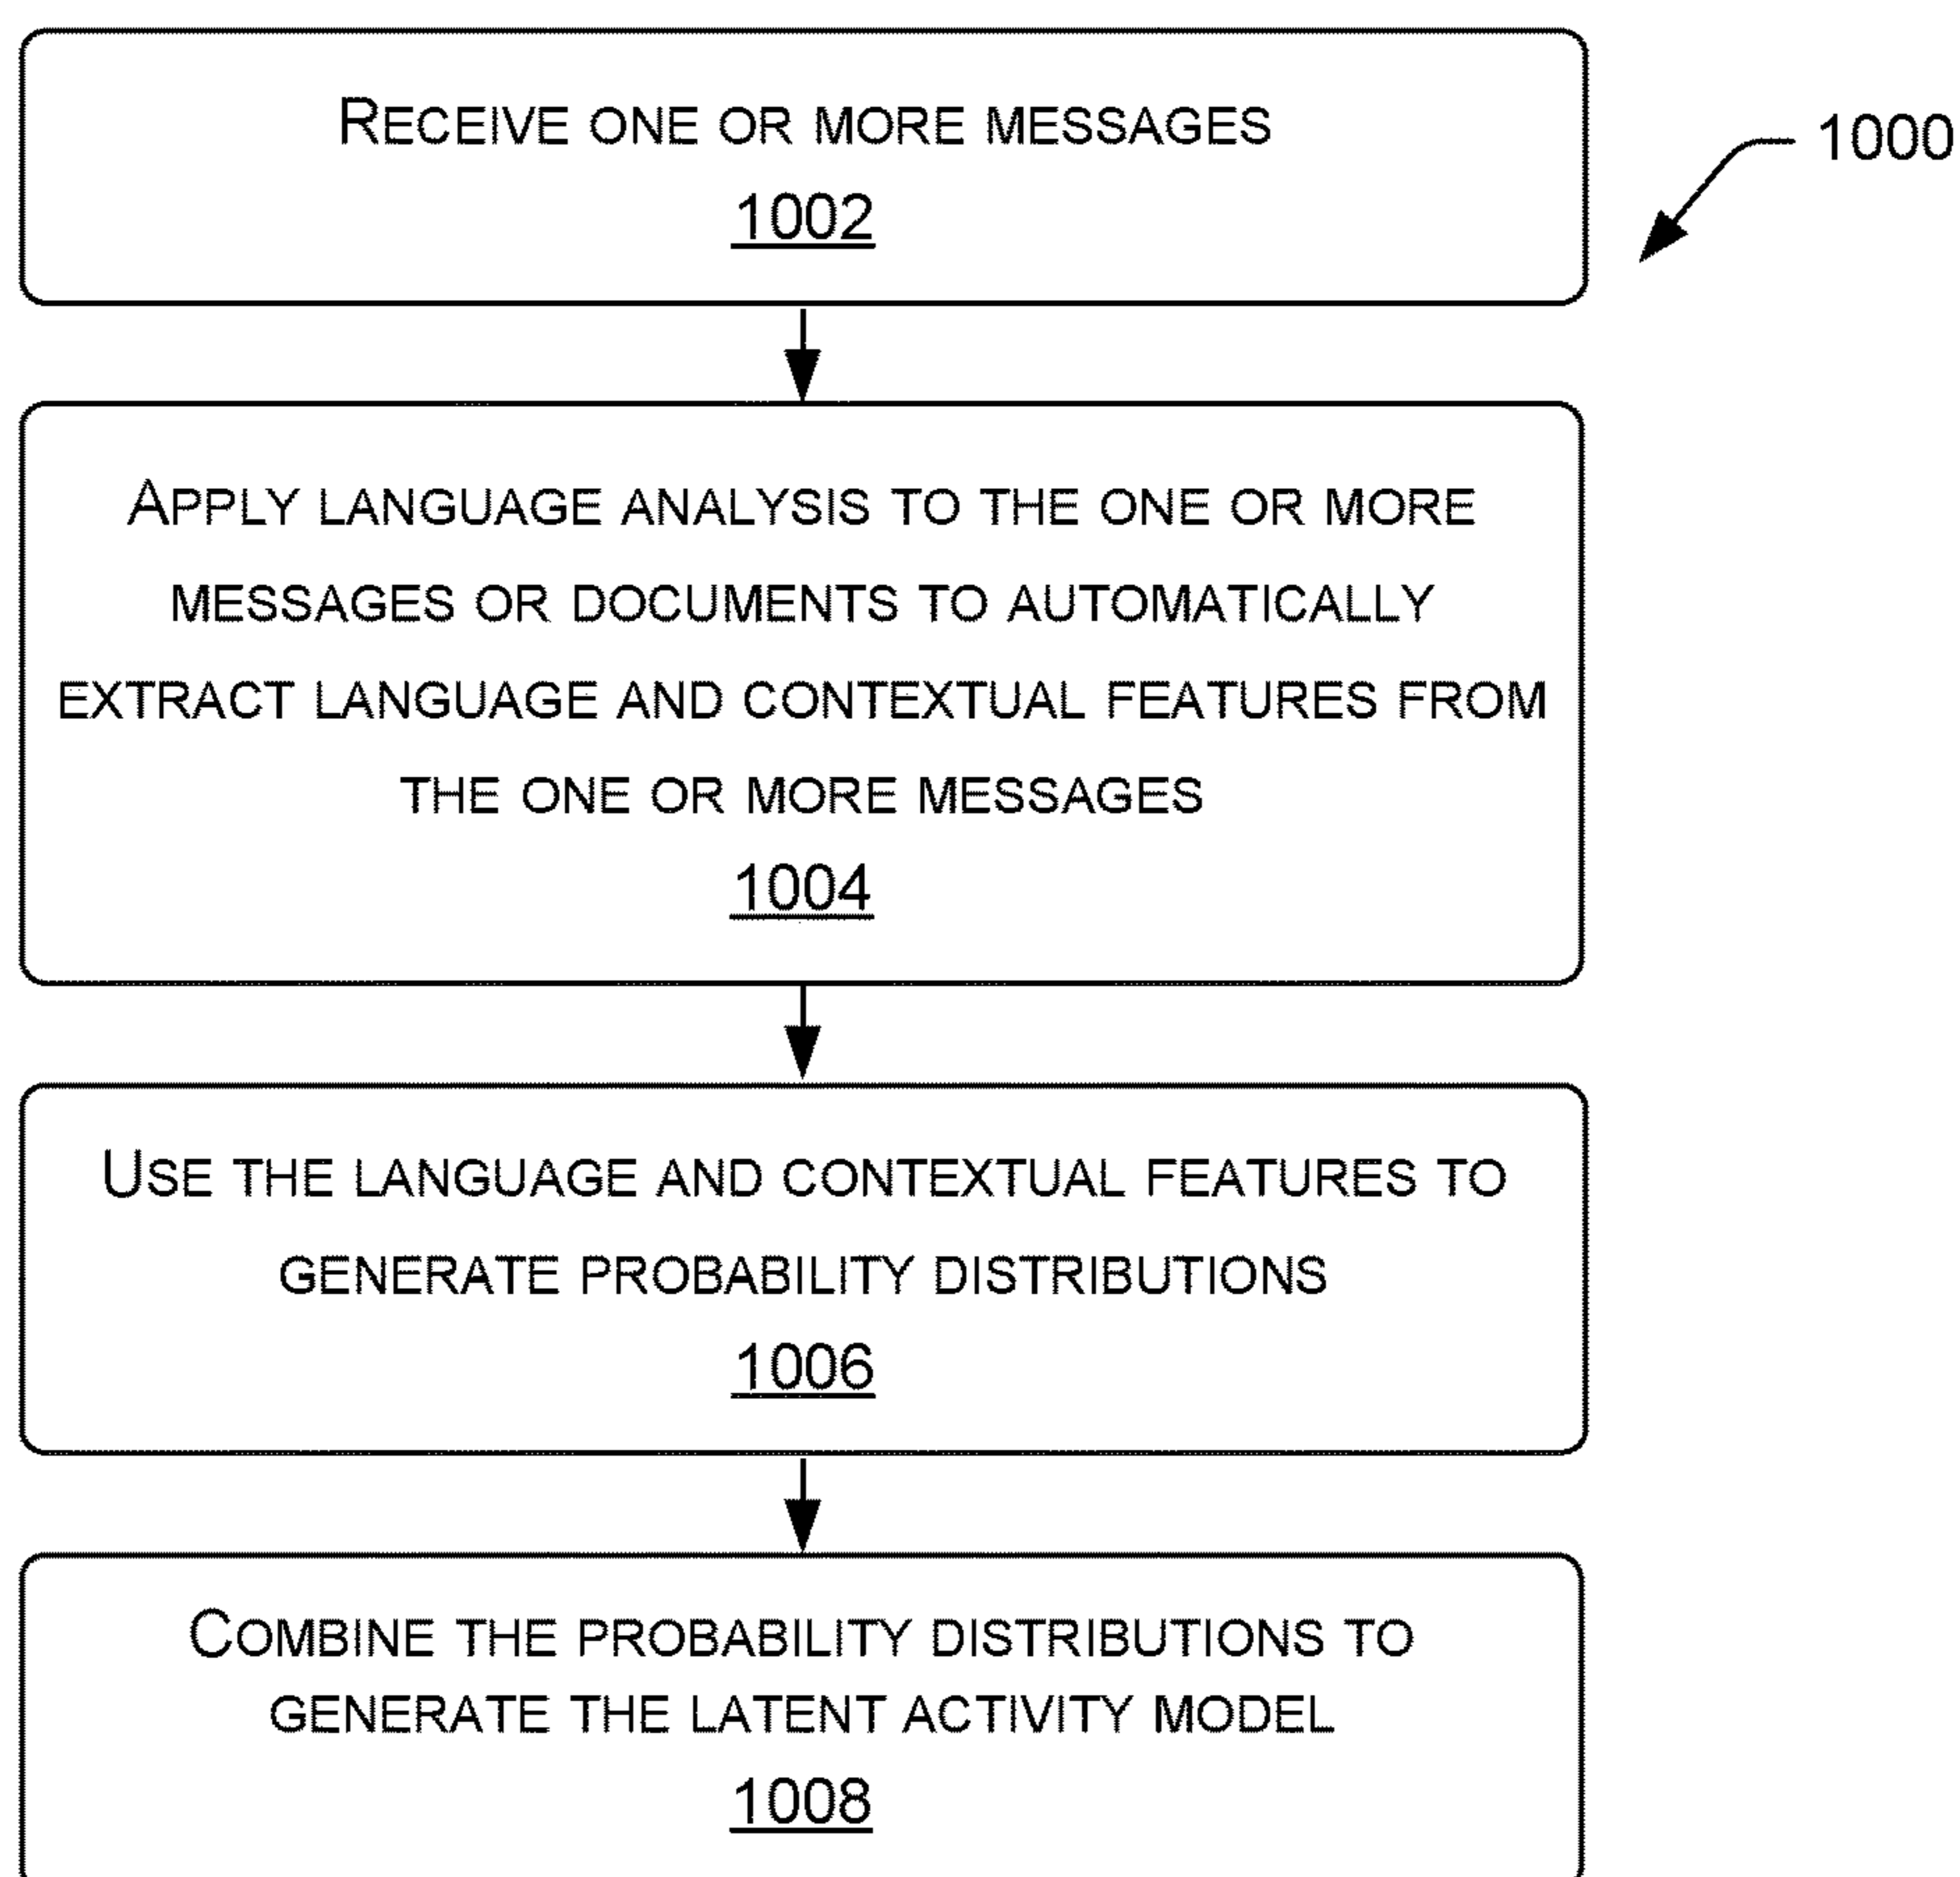 RECEIVE ONE OR MORE MESSAGES
1002
1000
APPLY LANGUAGE ANALYSIS TO THE ONE OR MORE
MESSAGES OR DOCUMENTS TO AUTOMATICALLY
EXTRACT LANGUAGE AND CONTEXTUAL FEATURES FROM
THE ONE OR MORE MESSAGES
1004
USE THE LANGUAGE AND CONTEXTUAL FEATURES TO
GENERATE PROBABILITY DISTRIBUTIONS
1006
COMBINE THE PROBABILITY DISTRIBUTIONS TO
GENERATE THE LATENT ACTIVITY MODEL
1008